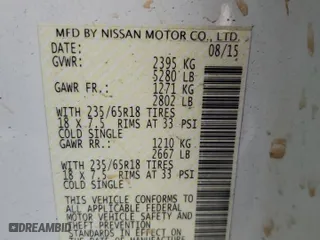 MFD BY NISSAN MOTOR CO., LTD.
DATE: 08/15
GVWR: 2395 KG
5280 LB
GAWR FR.: 1271 KG
2802 LB
WITH 235/65R18 TIRES
18 X 7.5 RIMS AT 33 PSI
COLD SINGLE
GAWR RR.: 1210 KG
2667 LB
WITH 235/65R18 TIRES
18 X 7.5 RIMS AT 33 PSI
COLD SINGLE
THIS VEHICLE CONFORMS TO
ALL APPLICABLE FEDERAL
MOTOR VEHICLE SAFETY AND
THEFT PREVENTION
STANDARDS IN EFFECT ON
DREAMBID